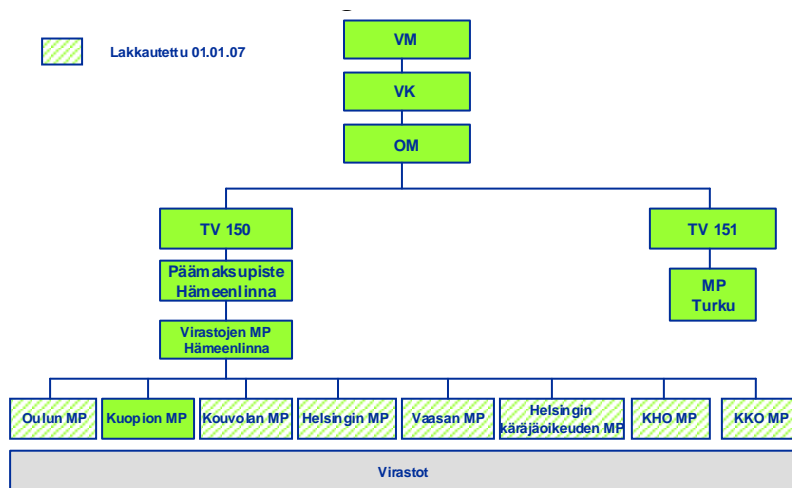 Lakkautettu 01.01.07
VM
VK
OM
TV 150
TV 151
Päämaksupiste
Hämeenlinna
MP
Turku
Virastojen MP
Hämeenlinna
Oulun MP
Kuopion MP
Kouvolan MP
Helsingin MP
Vaasan MP
Helsingin
käräjäoikeuden MP
KHO MP
KKO MP
Virastot